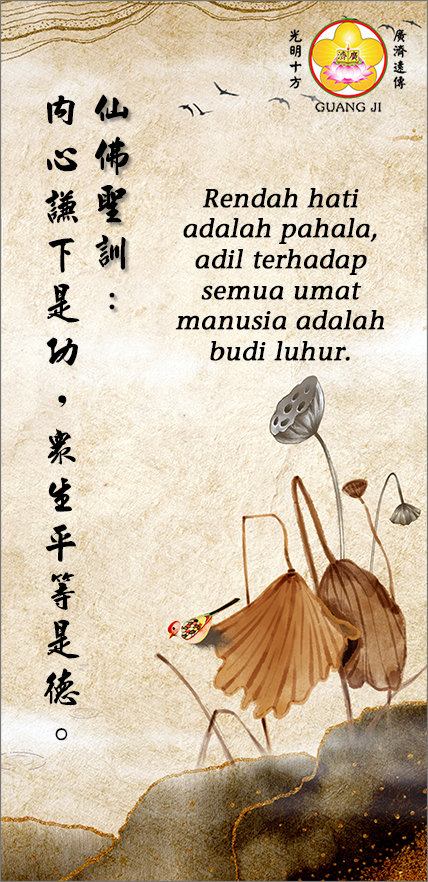 仙佛聖訓：
內心謙下是功，眾生平等是德。
廣濟遠傳
光明十方
廣濟
GUANG JI
Rendah hati
adalah pahala,
adil terhadap
semua umat
manusia adalah
budi luhur.